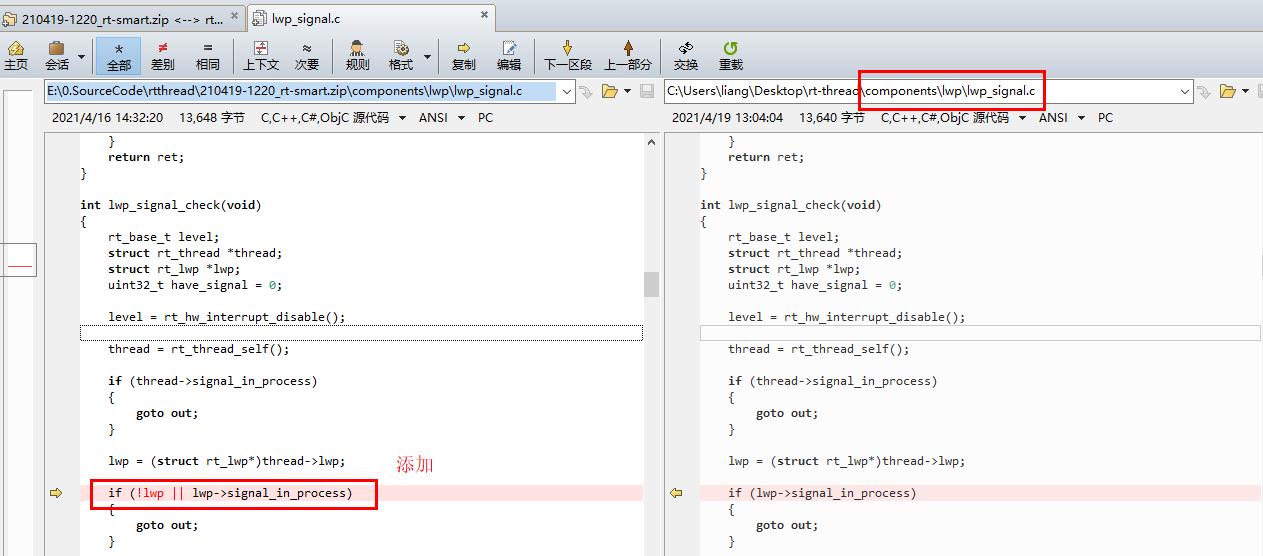 210419-1220_rt-smart.zip <--> rt...
lwp_signal.c
主页 会话 * 全部 ≠ 差别 = 相同 上下文 ≈ 次要 规则 格式 复制 编辑 下一区段 上一部分 交换 重载
E:\0.SourceCode\rtthread\210419-1220_rt-smart.zip\components\lwp\lwp_signal.c
2021/4/16 14:32:20 13,648 字节 C,C++,C#,ObjC 源代码 ANSI PC
}
return ret;
}
int lwp_signal_check(void)
{
rt_base_t level;
struct rt_thread *thread;
struct rt_lwp *lwp;
uint32_t have_signal = 0;
level = rt_hw_interrupt_disable();
thread = rt_thread_self();
if (thread->signal_in_process)
{
goto out;
}
lwp = (struct rt_lwp*)thread->lwp;
添加
if (!lwp || lwp->signal_in_process)
{
goto out;
}
C:\Users\liang\Desktop\rt-thread\components\lwp\lwp_signal.c
2021/4/19 13:04:04 13,640 字节 C,C++,C#,ObjC 源代码 ANSI PC
}
return ret;
}
int lwp_signal_check(void)
{
rt_base_t level;
struct rt_thread *thread;
struct rt_lwp *lwp;
uint32_t have_signal = 0;
level = rt_hw_interrupt_disable();
thread = rt_thread_self();
if (thread->signal_in_process)
{
goto out;
}
lwp = (struct rt_lwp*)thread->lwp;
if (lwp->signal_in_process)
{
goto out;
}